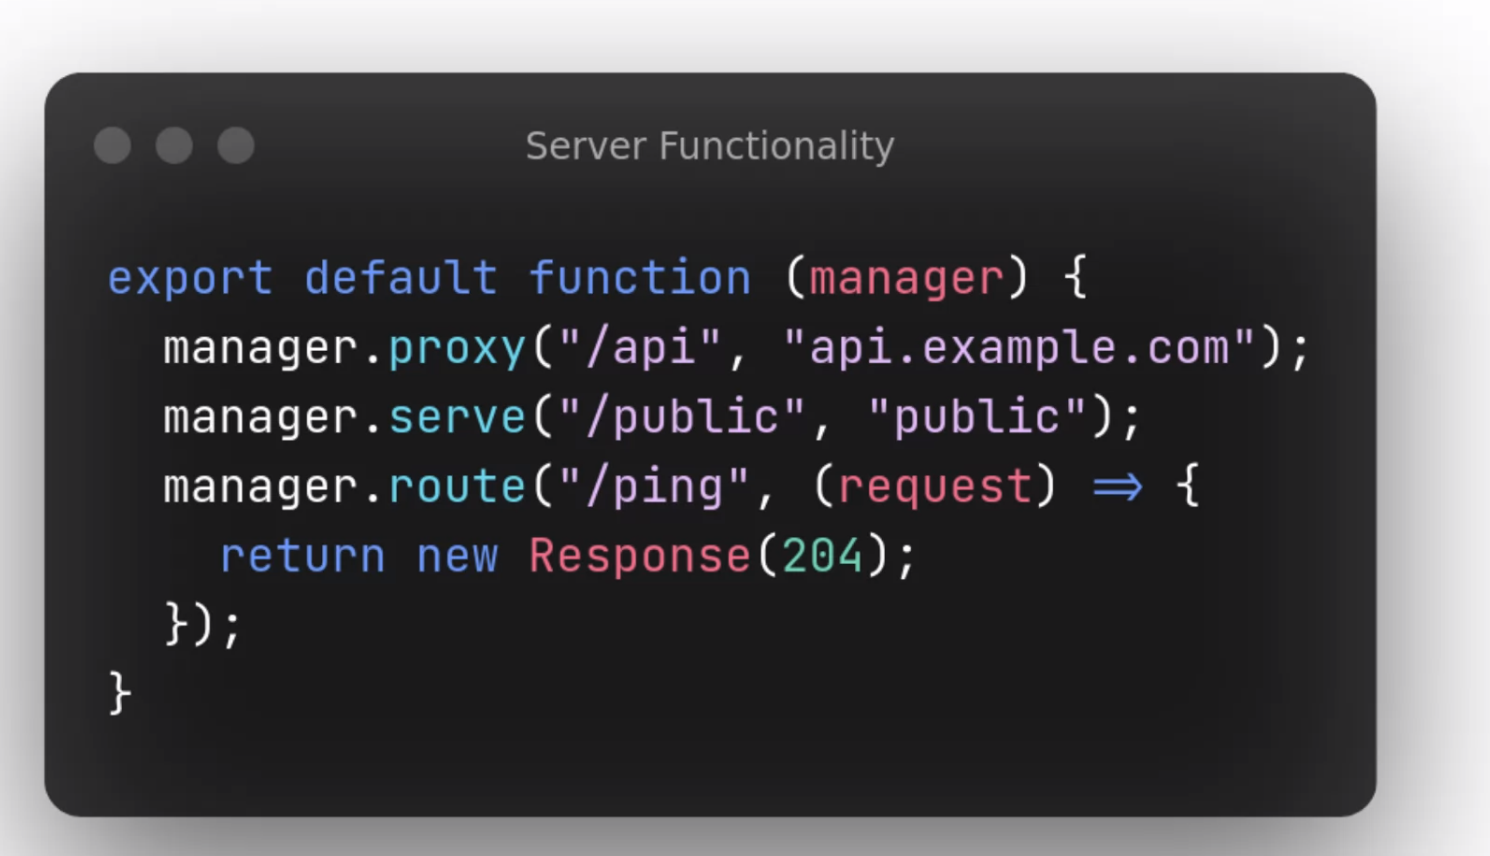 Server Functionality
export default function (manager) {
  manager.proxy("/api", "api.example.com");
  manager.serve("/public", "public");
  manager.route("/ping", (request) => {
    return new Response(204);
  });
}